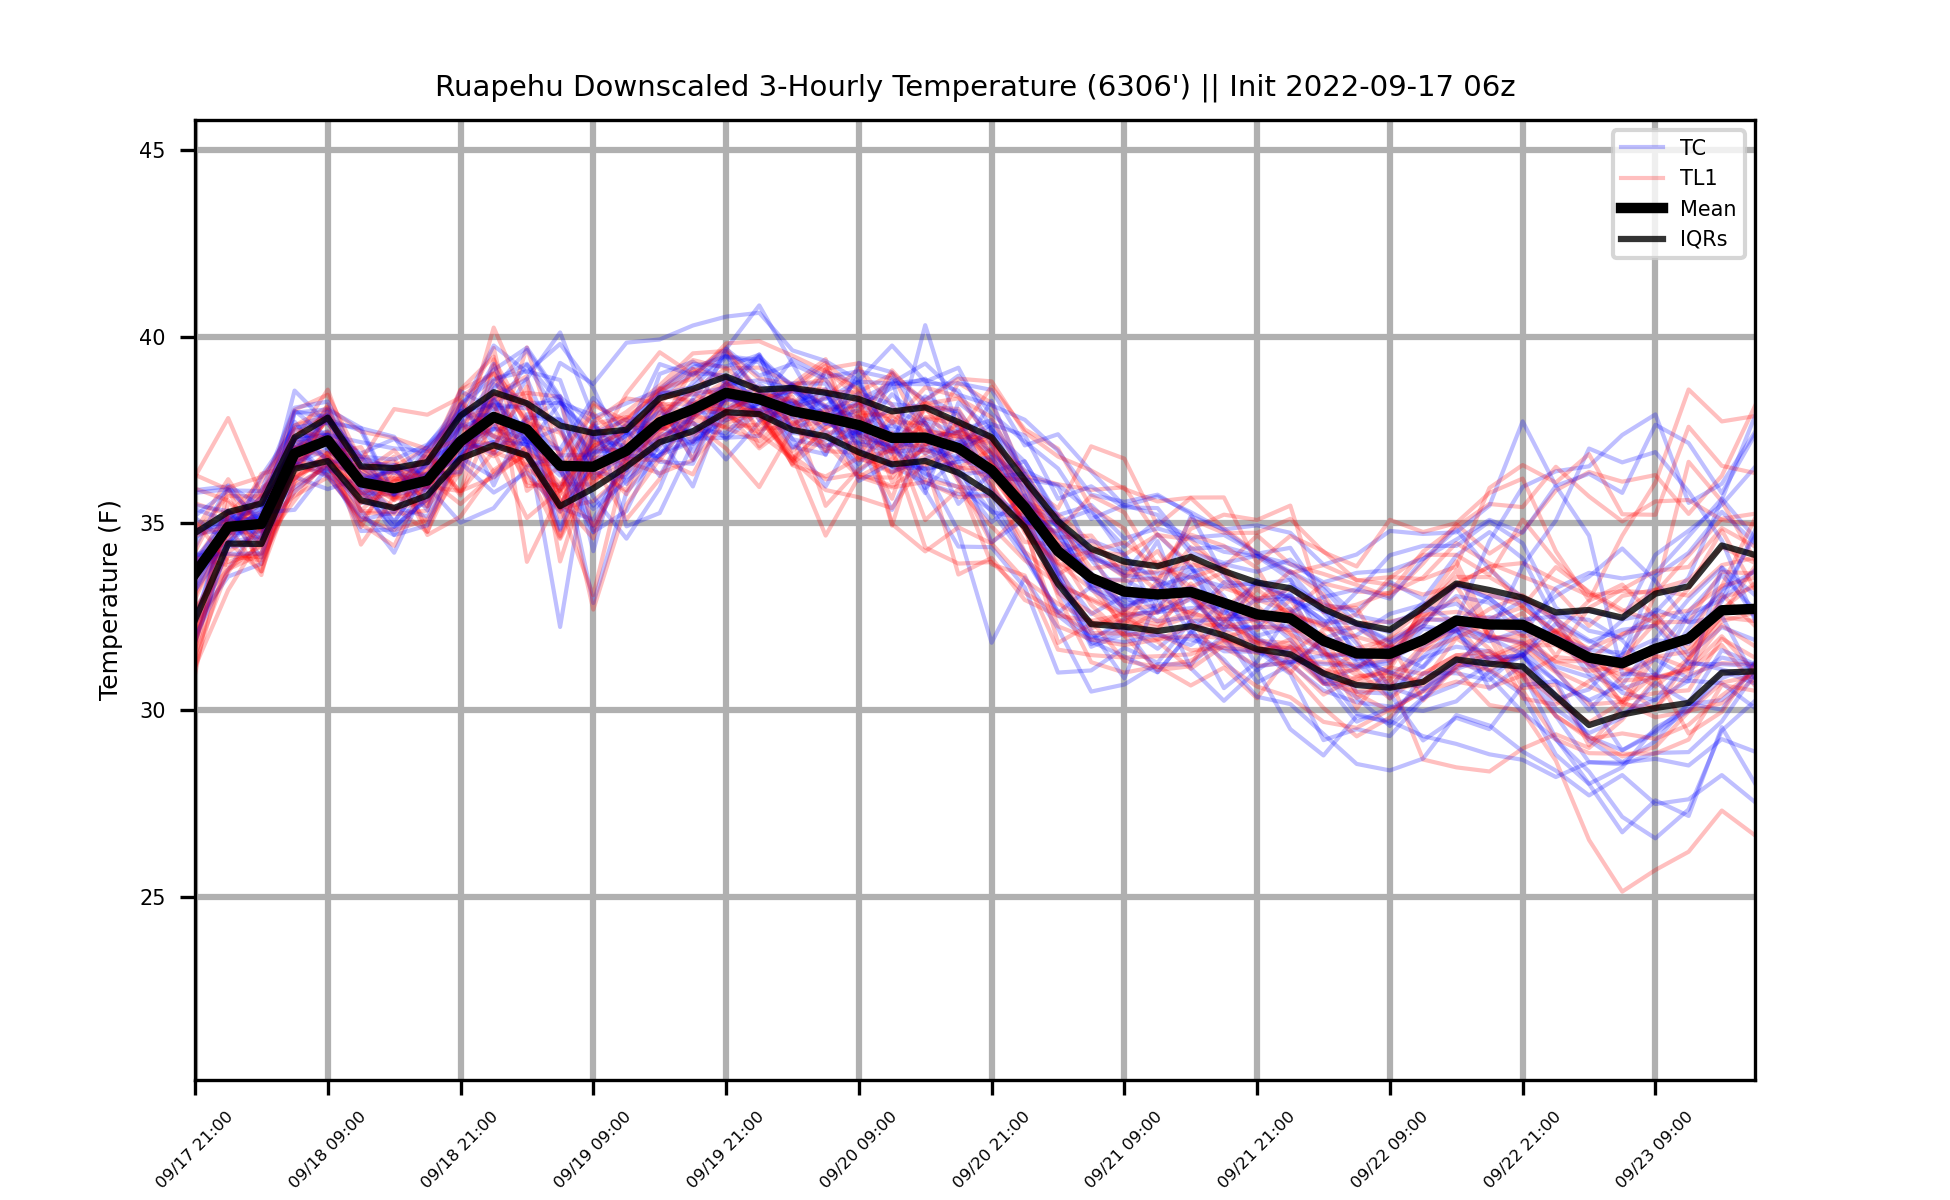 Ruapehu Downscaled 3-Hourly Temperature (6306') || Init 2022-09-17 06z
TC
TL1
Mean
IQRs
Temperature (F)
45
40
35
30
25
09/17 21:00
09/18 09:00
09/18 21:00
09/19 09:00
09/19 21:00
09/20 09:00
09/20 21:00
09/21 09:00
09/21 21:00
09/22 09:00
09/22 21:00
09/23 09:00